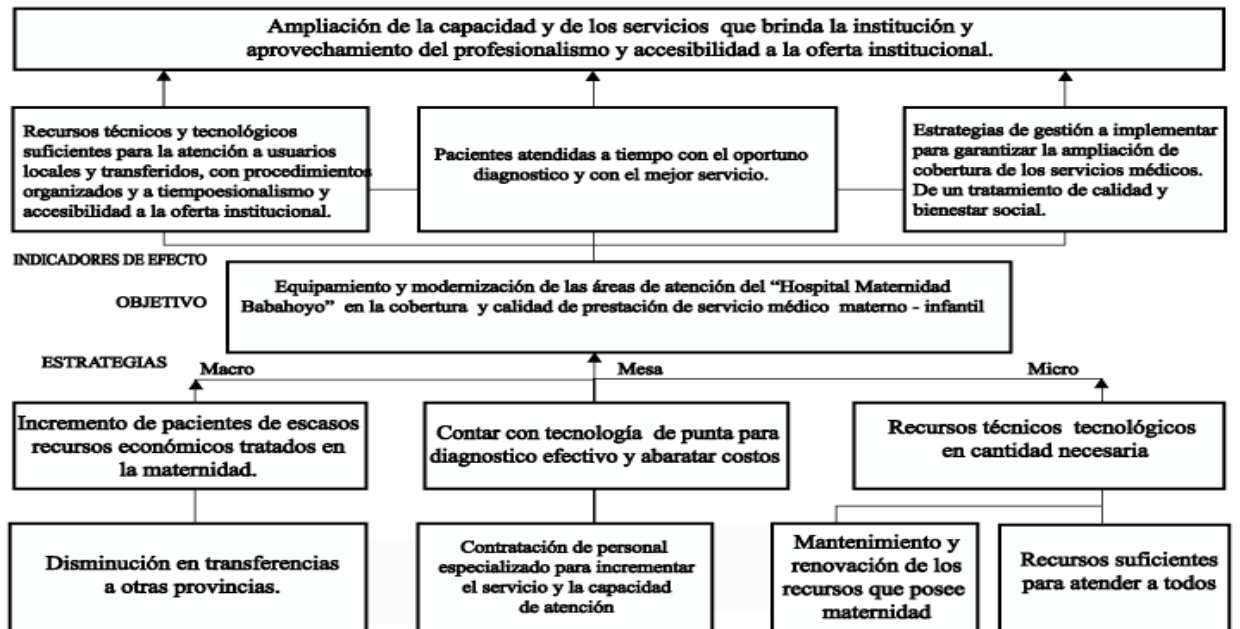 Ampliación de la capacidad y de los servicios que brinda la institución y
aprovechamiento del profesionalismo y accesibilidad a la oferta institucional.
Recursos técnicos y tecnológicos
suficientes para la atención a usuarios
locales y transferidos, con procedimientos
organizados y a tiempoesionalismo y
accesibilidad a la oferta institucional.
Pacientes atendidas a tiempo con el oportuno
diagnostico y con el mejor servicio.
Estrategias de gestión a implementar
para garantizar la ampliación de
cobertura de los servicios médicos.
De un tratamiento de calidad y
bienestar social.
INDICADORES DE EFECTO
OBJETIVO
Equipamiento y modernización de las áreas de atención del “Hospital Maternidad
Babahoyo” en la cobertura y calidad de prestación de servicio médico materno - infantil
ESTRATEGIAS
Macro
Mesa
Micro
Incremento de pacientes de escasos
recursos económicos tratados en
la maternidad.
Contar con tecnología de punta para
diagnostico efectivo y abaratar costos
Recursos técnicos tecnológicos
en cantidad necesaria
Disminución en transferencias
a otras provincias.
Contratación de personal
especializado para incrementar
el servicio y la capacidad
de atención
Mantenimiento y
renovación de los
recursos que posee
maternidad
Recursos suficientes
para atender a todos